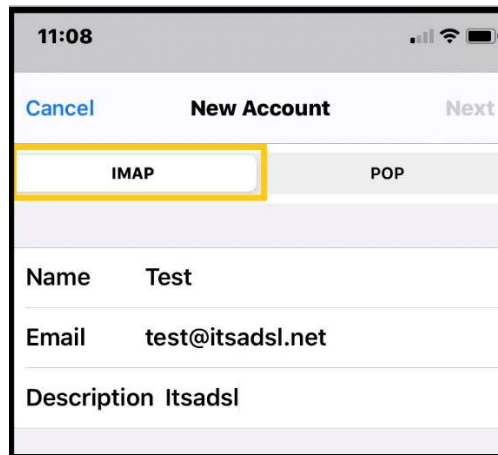 11:08
Cancel New Account Next
IMAP POP
Name Test
Email test@itsadsl.net
Description Itsadsl